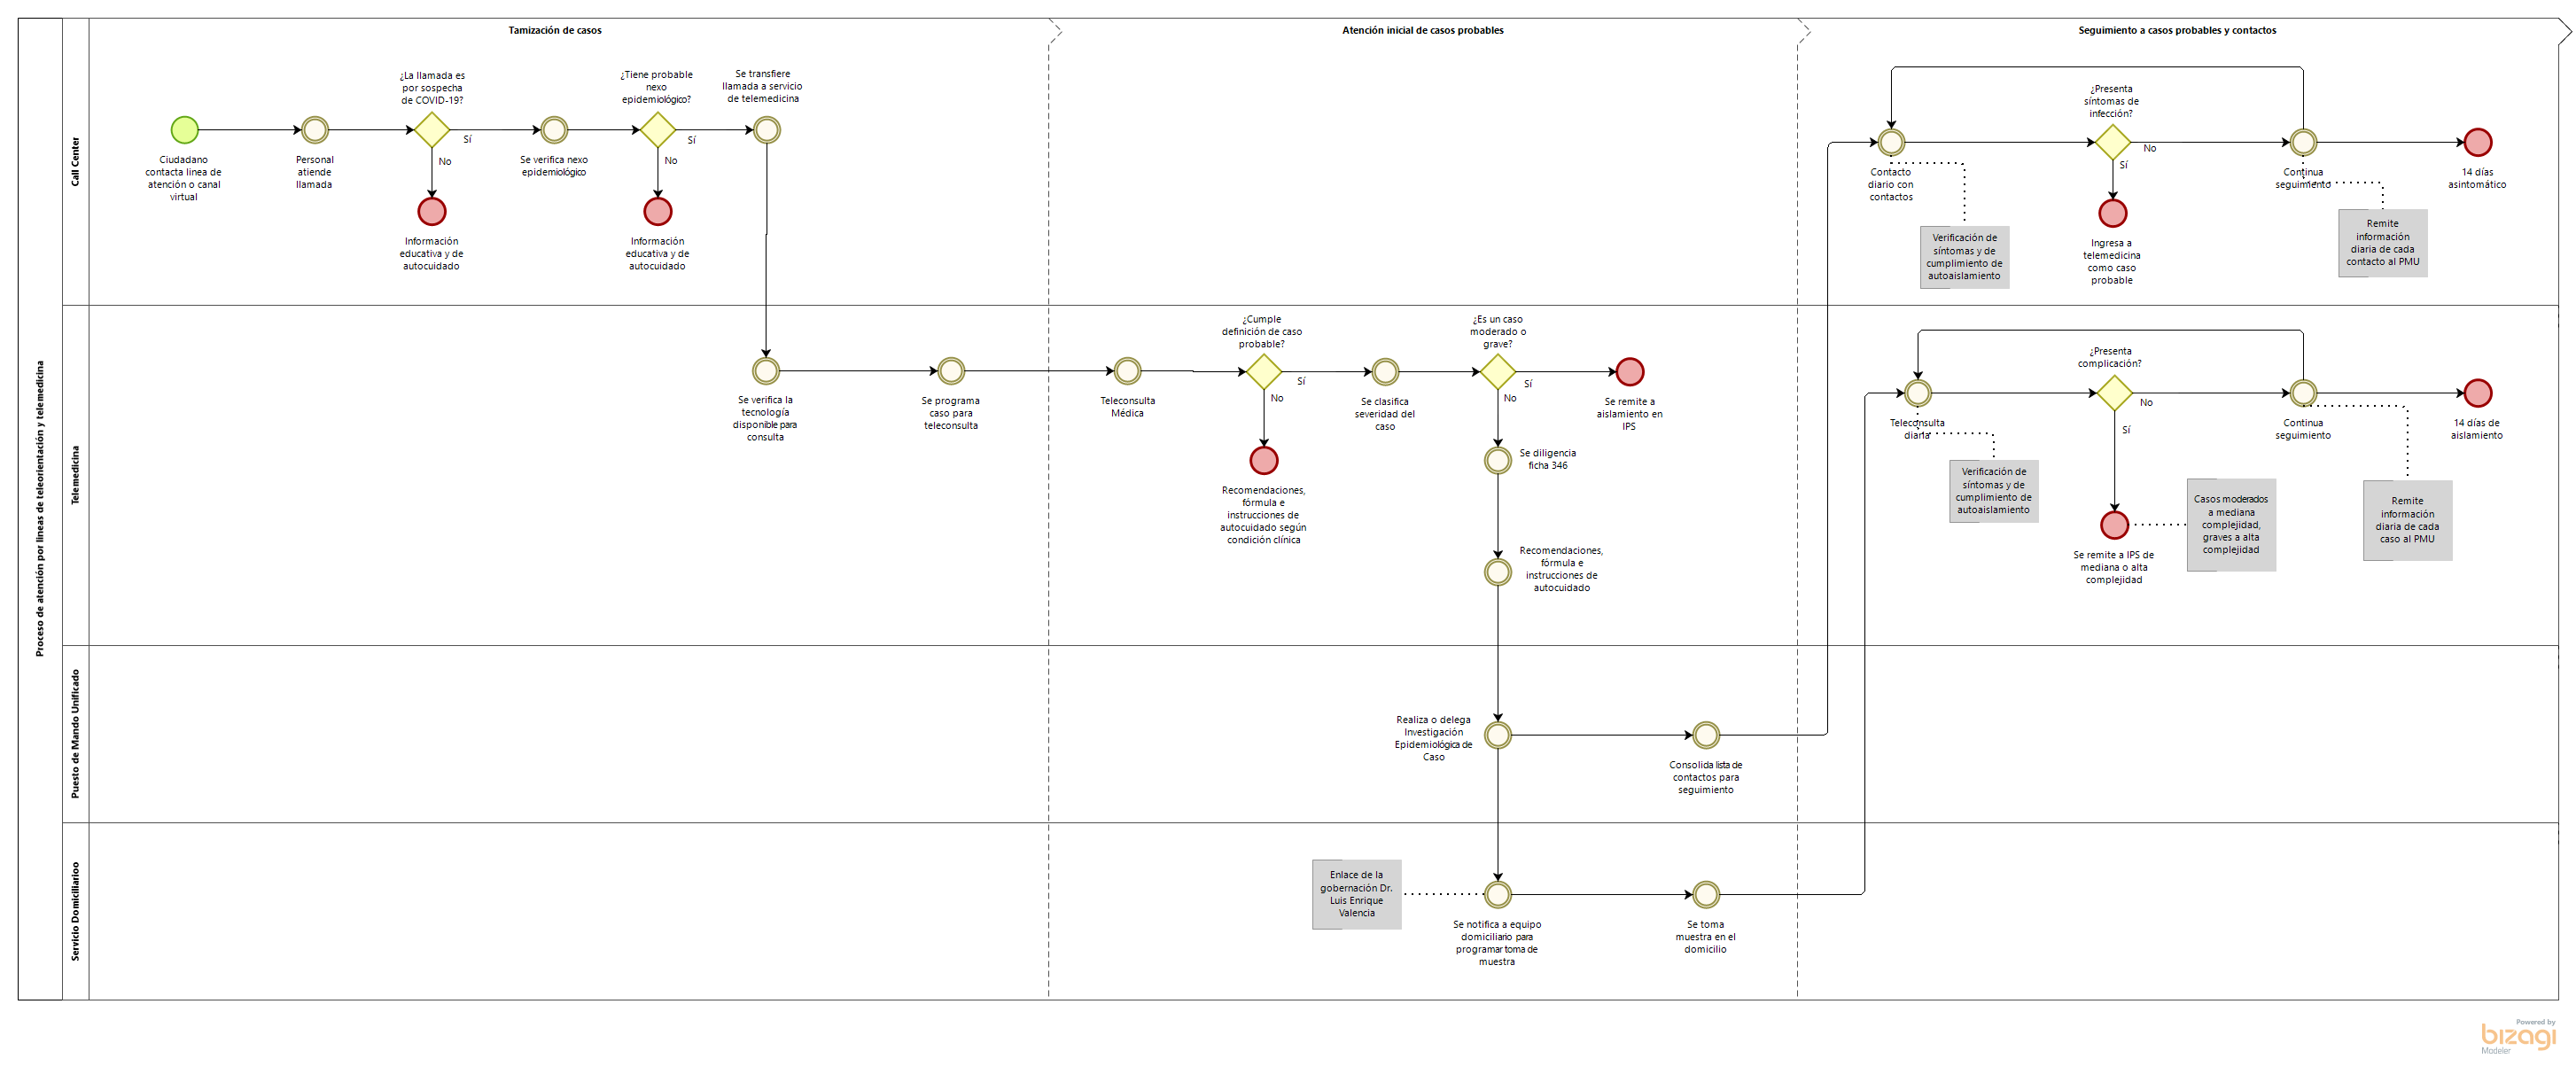 Proceso de atención por líneas de teleorientación y telemedicina
Tamización de casos
Atención inicial de casos probables
Seguimiento a casos probables y contactos
Call Center
Ciudadano
contacta linea de
atención o canal
virtual
Personal
atiende
llamada
¿La llamada es
por sospecha
de COVID-19?
Sí
No
Información
educativa y de
autocuidado
Se verifica nexo
epidemiológico
¿Tiene probable
nexo
epidemiológico?
Sí
No
Información
educativa y de
autocuidado
Se transfiere
llamada a servicio
de telemedicina
Contacto
diario con
contactos
Verificación de
síntomas y de
cumplimiento de
autoaislamiento
¿Presenta
síntomas de
infección?
No
Sí
Ingresa a
telemedicina
como caso
probable
Continua
seguimiento
Remite
información
diaria de cada
contacto al PMU
14 días
asintomático
Telemedicina
Se verifica la
tecnología
disponible para
consulta
Se programa
caso para
teleconsulta
Teleconsulta
Médica
¿Cumple
definición de caso
probable?
Sí
No
Recomendaciones,
fórmula e
instrucciones de
autocuidado según
condición clínica
Se clasifica
severidad del
caso
¿Es un caso
moderado o
grave?
Sí
No
Se remite a
aislamiento en
IPS
Se diligencia
ficha 346
Recomendaciones,
fórmula e
instrucciones de
autocuidado
Teleconsulta
diaria
Verificación de
síntomas y de
cumplimiento de
autoaislamiento
¿Presenta
complicación?
No
Sí
Se remite a IPS de
mediana o alta
complejidad
Casos moderados
a mediana
complejidad,
graves a alta
complejidad
Continua
seguimiento
Remite
información
diaria de cada
caso al PMU
14 días de
aislamiento
Puesto de Mando Unificado
Realiza o delega
Investigación
Epidemiológica de
Caso
Consolida lista de
contactos para
seguimiento
Servicio Domiciliarioo
Enlace de la
gobernación Dr.
Luis Enrique
Valencia
Se notifica a equipo
domiciliario para
programar toma de
muestra
Se toma
muestra en el
domicilio
Powered by
bizagi
Modeler